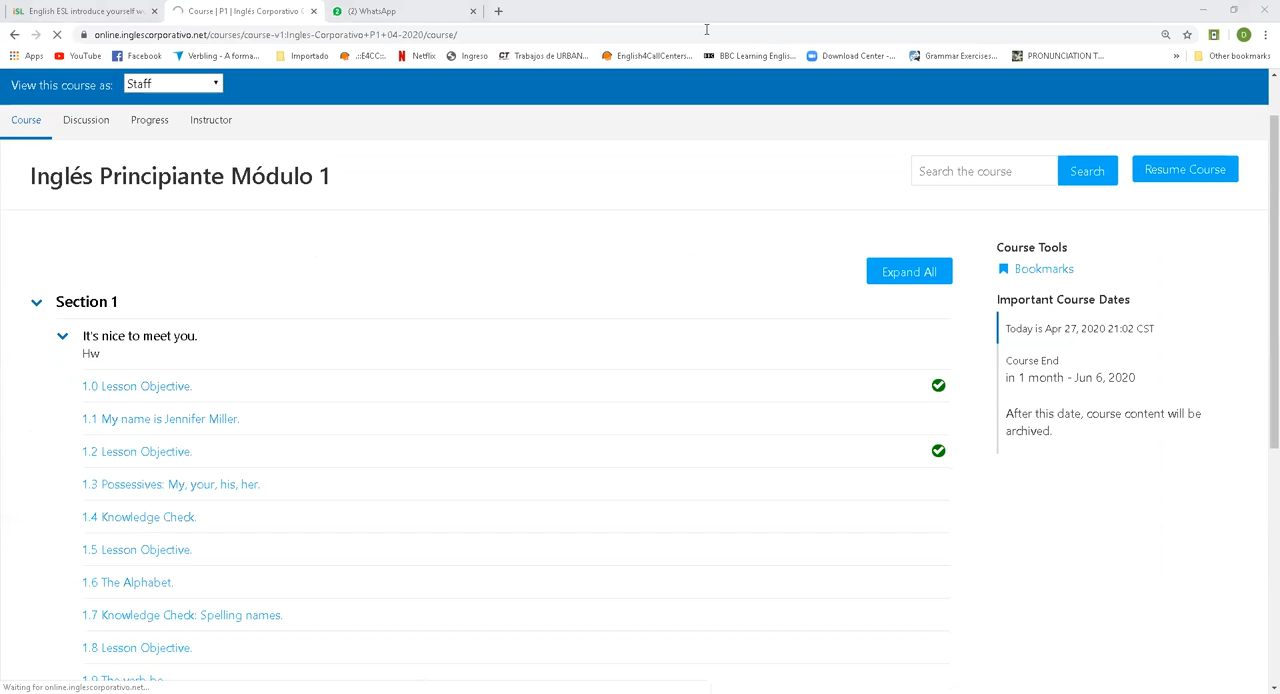 English ESL introduce yourself w
Course | P1 | Inglés Corporativo C
(2) WhatsApp
online.inglescorporativo.net/courses/course-v1:Ingles-Corporativo+P1+04-2020/course/
D
Apps
YouTube
Facebook
Verbling - A forma...
Importado
.::E4CC::.
Netflix
Ingreso
Trabajos de URBAN...
English4CallCenters...
BBC Learning Englis...
Download Center -...
Grammar Exercises...
PRONUNCIATION T...
Other bookmarks
View this course as:
Staff
Course
Discussion
Progress
Instructor
Inglés Principiante Módulo 1
Search the course
Search
Resume Course
Expand All
Section 1
It's nice to meet you.
Hw
1.0 Lesson Objective.
1.1 My name is Jennifer Miller.
1.2 Lesson Objective.
1.3 Possessives: My, your, his, her.
1.4 Knowledge Check.
1.5 Lesson Objective.
1.6 The Alphabet.
1.7 Knowledge Check: Spelling names.
1.8 Lesson Objective.
1.9 The verb be
Course Tools
Bookmarks
Important Course Dates
Today is Apr 27, 2020 21:02 CST
Course End
in 1 month - Jun 6, 2020
After this date, course content will be
archived.
Waiting for online.inglescorporativo.net...